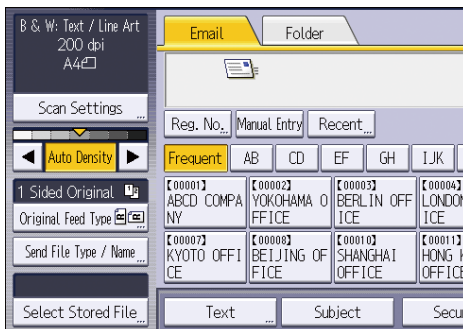 B & W: Text / Line Art
200 dpi
A4
Scan Settings
Auto Density
1 Sided Original
Original Feed Type
Send File Type / Name
Select Stored File
Email Folder
Reg. No. Manual Entry Recent
Frequent AB CD EF GH IJK
[00001] [00002] [00003] [00004]
ABCD COMPA YOKOHAMA O BERLIN OFF LONDON
NY FFICE ICE ICE
[00007] [00008] [00010] [00011]
KYOTO OFFI BEIJING OF SHANGHAI HONG
CE FICE OFFICE OFFICE
Text Subject Secu